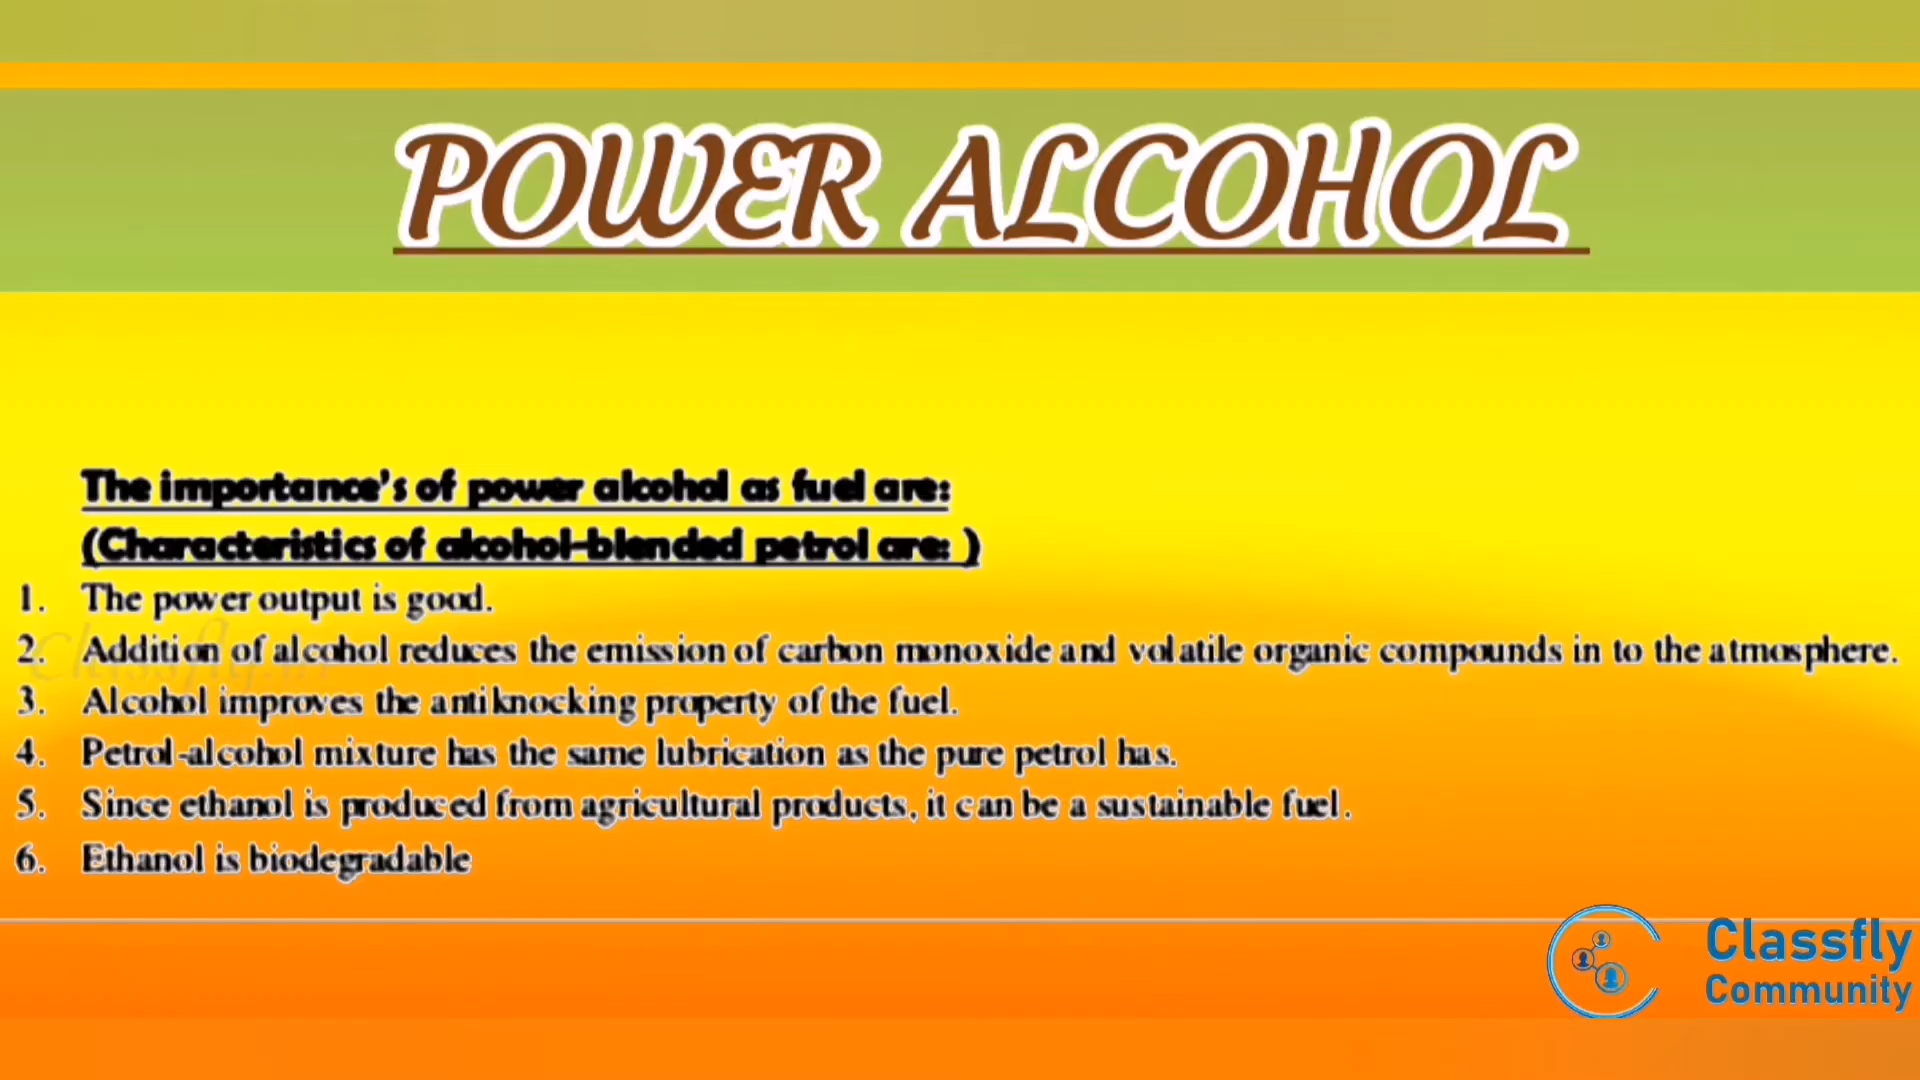 POWER ALCOHOL
The importance's of power alcohol as fuel are:
(Characteristics of alcohol-blended petrol are: )
1. The power output is good.
2. Addition of alcohol reduces the emission of carbon monoxide and volatile organic compounds in to the atmosphere.
3. Alcohol improves the antiknocking property of the fuel.
4. Petrol-alcohol mixture has the same lubrication as the pure petrol has.
5. Since ethanol is produced from agricultural products, it can be a sustainable fuel.
6. Ethanol is biodegradable
Classfly.in
Classfly
Community